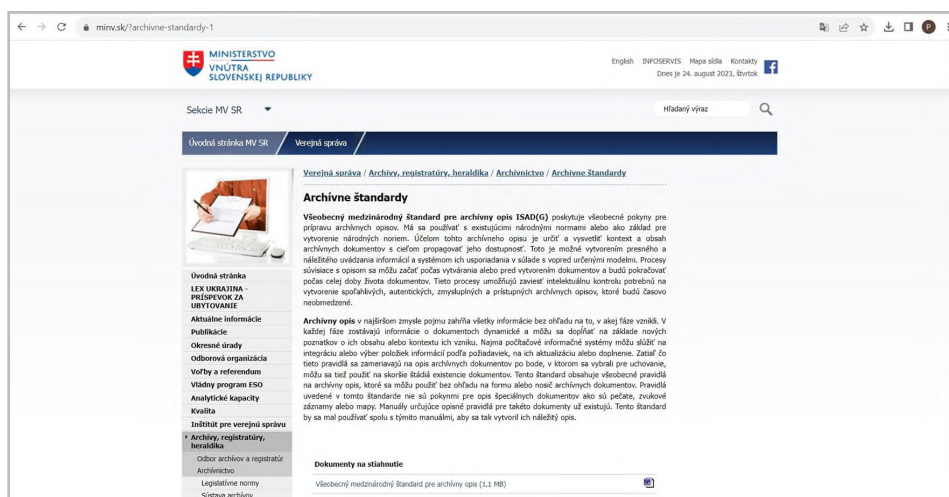 minv.sk/?archivne-standardy-1
P
MINISTERSTVO
VNÚTRA
SLOVENSKEJ REPUBLIKY
English INFOSERVIS Mapa sídla Kontakty
Dnes je 24. august 2023, štvrtok
Sekcie MV SR
Hľadaný výraz
Úvodná stránka MV SR
Verejná správa
Verejná správa / Archívy, registratúry, heraldika / Archívnictvo / Archívne štandardy
Archívne štandardy
Všeobecný medzinárodný štandard pre archívny opis ISAD(G) poskytuje všeobecné pokyny pre
prípravu archívnych opisov. Má sa používať s existujúcimi národnými normami alebo ako základ pre
vytvorenie národných noriem. Účelom tohto archívneho opisu je určiť a vysvetliť kontext a obsah
archívnych dokumentov s cieľom propagovať jeho dostupnosť. Toto je možné vytvorením presného a
náležitého uvádzania informácií a systémom ich usporiadania v súlade s vopred určenými modelmi. Procesy
súvisiace s opisom sa môžu začať počas vytvárania alebo pred vytvorením dokumentov a budú pokračovať
počas celej doby života dokumentov. Tieto procesy umožňujú zaviesť intelektuálnu kontrolu potrebnú na
vytvorenie spoľahlivých, autentických, zmysluplných a prístupných archívnych opisov, ktoré budú časovo
neobmedzené.
Archívny opis v najširšom zmysle pojmu zahŕňa všetky informácie bez ohľadu na to, v akej fáze vznikli. V
každej fáze zostávajú informácie o dokumentoch dynamické a môžu sa dopĺňať na základe nových
poznatkov o ich obsahu alebo kontextu ich vzniku. Najmä počítačové informačné systémy môžu slúžiť na
integráciu alebo výber položiek informácií podľa požiadaviek, na ich aktualizáciu alebo doplnenie. Zatiaľ čo
tieto pravidlá sa zameriavajú na opis archívnych dokumentov po bode, v ktorom sa vybrali pre uchovanie,
môžu sa tiež použiť na skoršie štádiá existencie dokumentov. Tento štandard obsahuje všeobecné pravidlá
na archívny opis, ktoré sa môžu použiť bez ohľadu na formu alebo nosič archívnych dokumentov. Pravidlá
uvedené v tomto štandarde nie sú pokynmi pre opis špeciálnych dokumentov ako sú pečate, zvukové
záznamy alebo mapy. Manuály určujúce opisné pravidlá pre takéto dokumenty už existujú. Tento štandard
by sa mal používať spolu s týmito manuálmi, aby sa tak vytvoril ich náležitý opis.
Dokumenty na stiahnutie
Všeobecný medzinárodný štandard pre archívny opis (1,1 MB)
Úvodná stránka
LEX UKRAJINA -
PRÍSPEVOK ZA
UBYTOVANIE
Aktuálne informácie
Publikácie
Okresné úrady
Odborová organizácia
Voľby a referendum
Vládny program ESO
Analytické kapacity
Kvalita
Inštitút pre verejnú správu
Archívy, registratúry,
heraldika
Odbor archívov a registratúr
Archívnictvo
Legislatívne normy
Sústava archívov